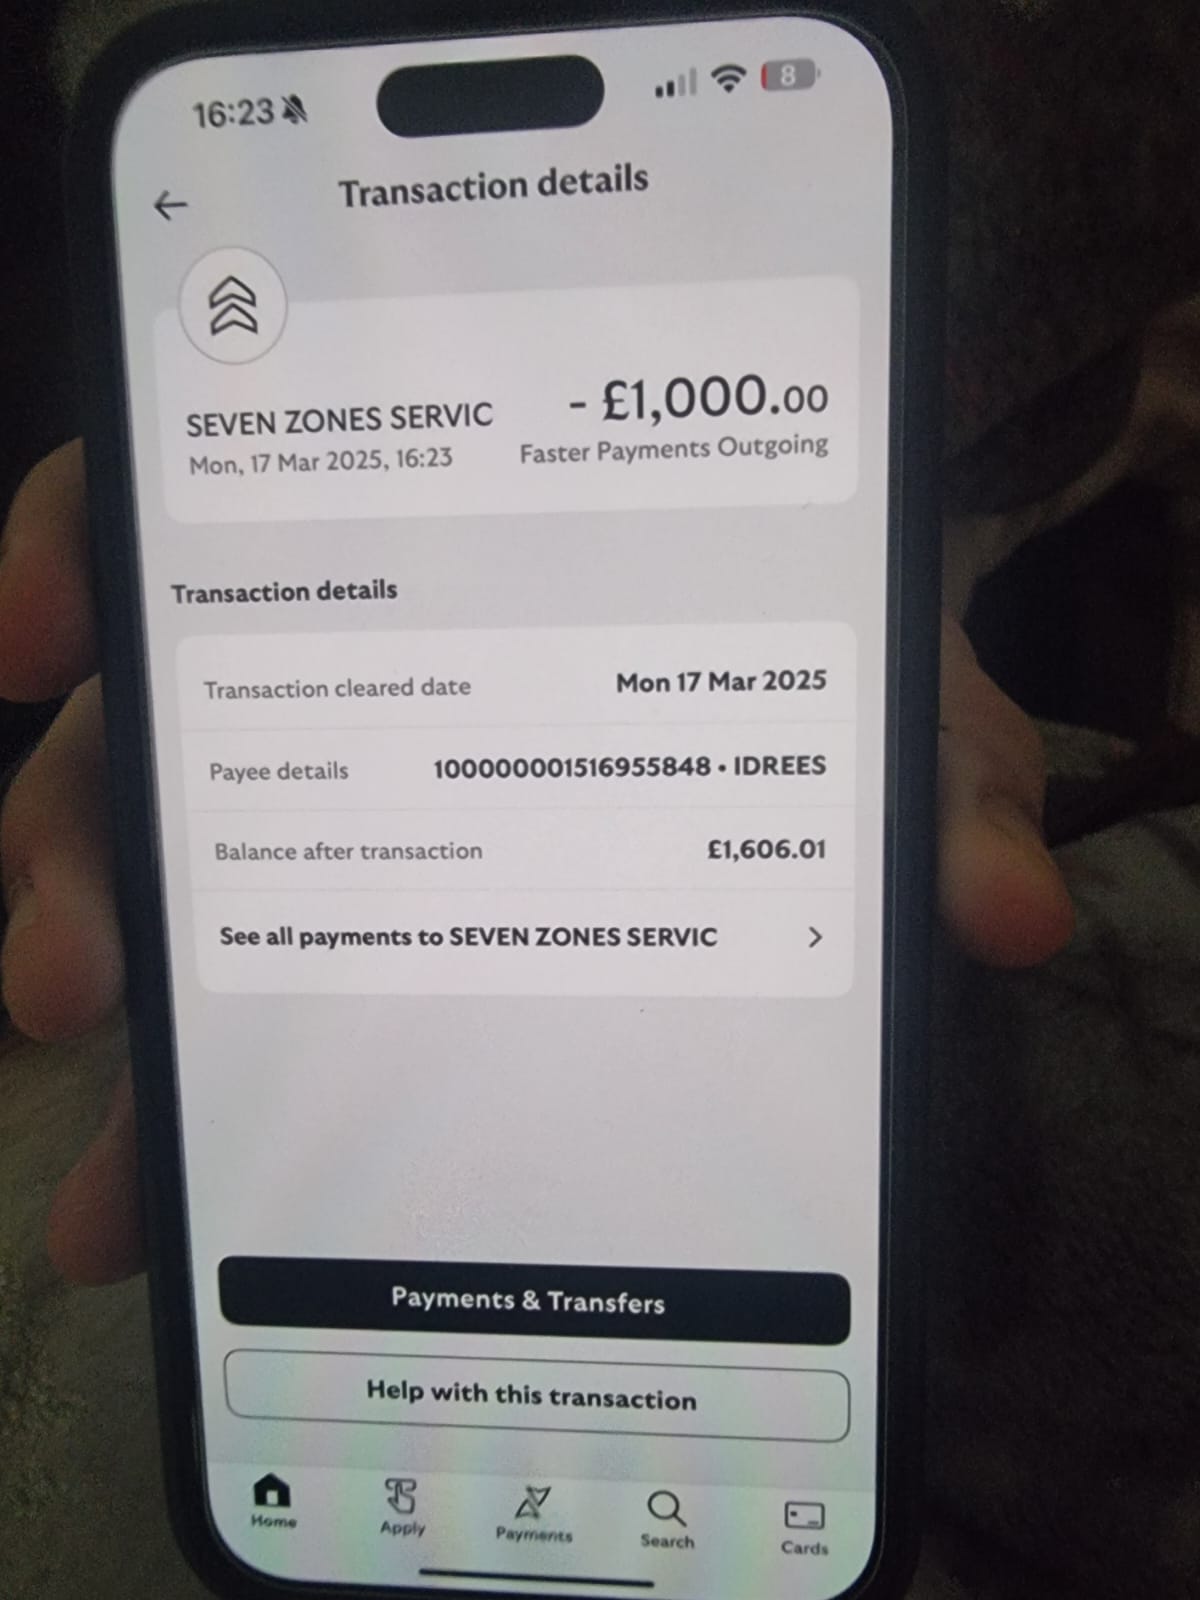 16:23
8
Transaction details
SEVEN ZONES SERVIC
- £1,000.00
Mon, 17 Mar 2025, 16:23
Faster Payments Outgoing
Transaction details
Transaction cleared date
Mon 17 Mar 2025
Payee details
100000001516955848 • IDREES
Balance after transaction
£1,606.01
See all payments to SEVEN ZONES SERVIC
Payments & Transfers
Help with this transaction
Home
Apply
Payments
Search
Cards